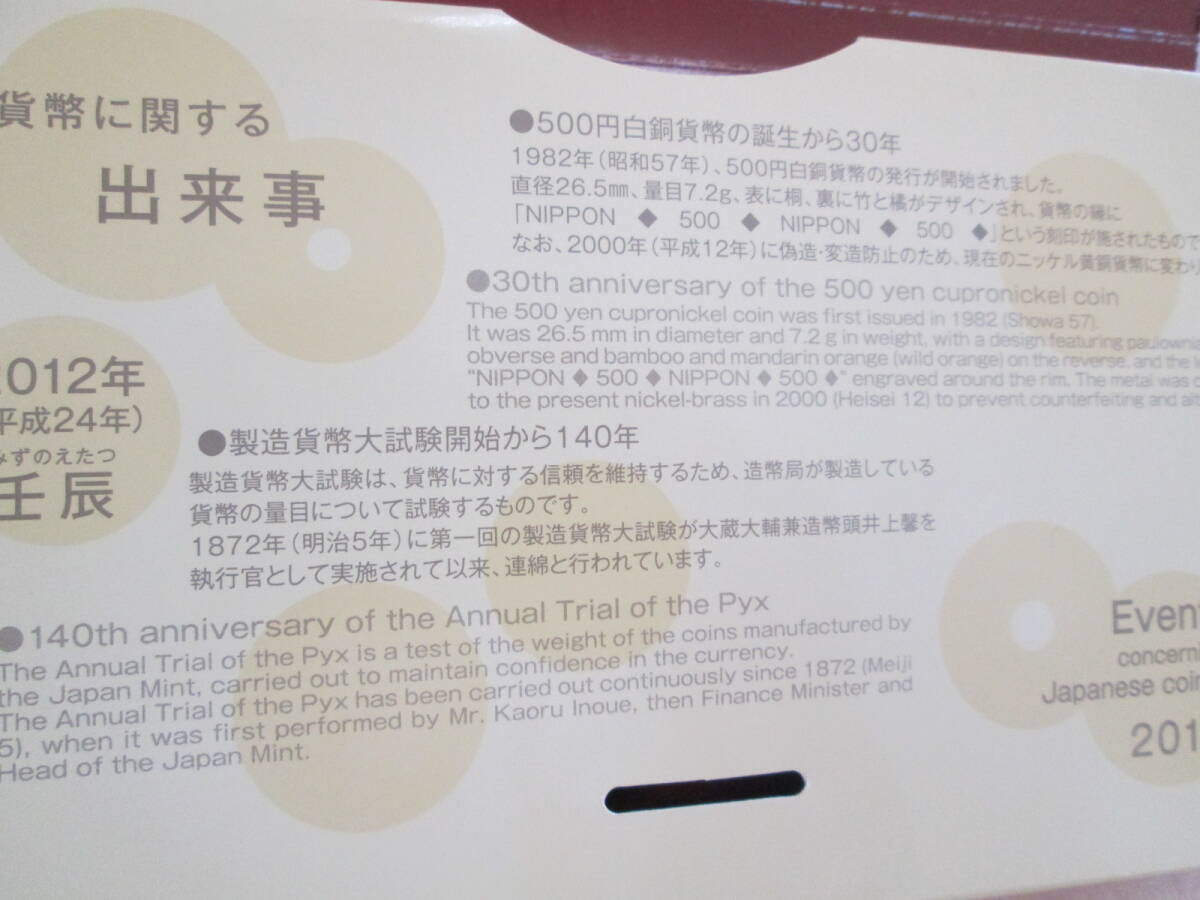 貨幣に関する
出来事
2012年
(平成24年)
みずのえたつ
壬辰
●500円白銅貨幣の誕生から30年
1982年(昭和57年)、500円白銅貨幣の発行が開始されました。
直径26.5㎜、量目7.2g、表に桐、裏に竹と橘がデザインされ、貨幣の縁に
「NIPPON ◆ 500 ◆ NIPPON ◆ 500 ◆」という刻印が施されたもので
なお、2000年(平成12年)に偽造・変造防止のため、現在のニッケル黄銅貨幣に変わり
●30th anniversary of the 500 yen cupronickel coin
The 500 yen cupronickel coin was first issued in 1982 (Showa 57).
It was 26.5 mm in diameter and 7.2 g in weight, with a design featuring paulownia
obverse and bamboo and mandarin orange (wild orange) on the reverse, and the
"NIPPON ◆ 500 ◆ NIPPON ◆ 500 ◆" engraved around the rim. The metal was
to the present nickel-brass in 2000 (Heisei 12) to prevent counterfeiting and
●製造貨幣大試験開始から140年
製造貨幣大試験は、貨幣に対する信頼を維持するため、造幣局が製造している
貨幣の量目について試験するものです。
1872年(明治5年)に第一回の製造貨幣大試験が大蔵大輔兼造幣頭井上馨を
執行官として実施されて以来、連綿と行われています。
●140th anniversary of the Annual Trial of the Pyx
The Annual Trial of the Pyx is a test of the weight of the coins manufactured by
the Japan Mint, carried out to maintain confidence in the currency.
The Annual Trial of the Pyx has been carried out continuously since 1872 (Meiji
5), when it was first performed by Mr. Kaoru Inoue, then Finance Minister and
Head of the Japan Mint.
Even
concerni
Japanese coin
201